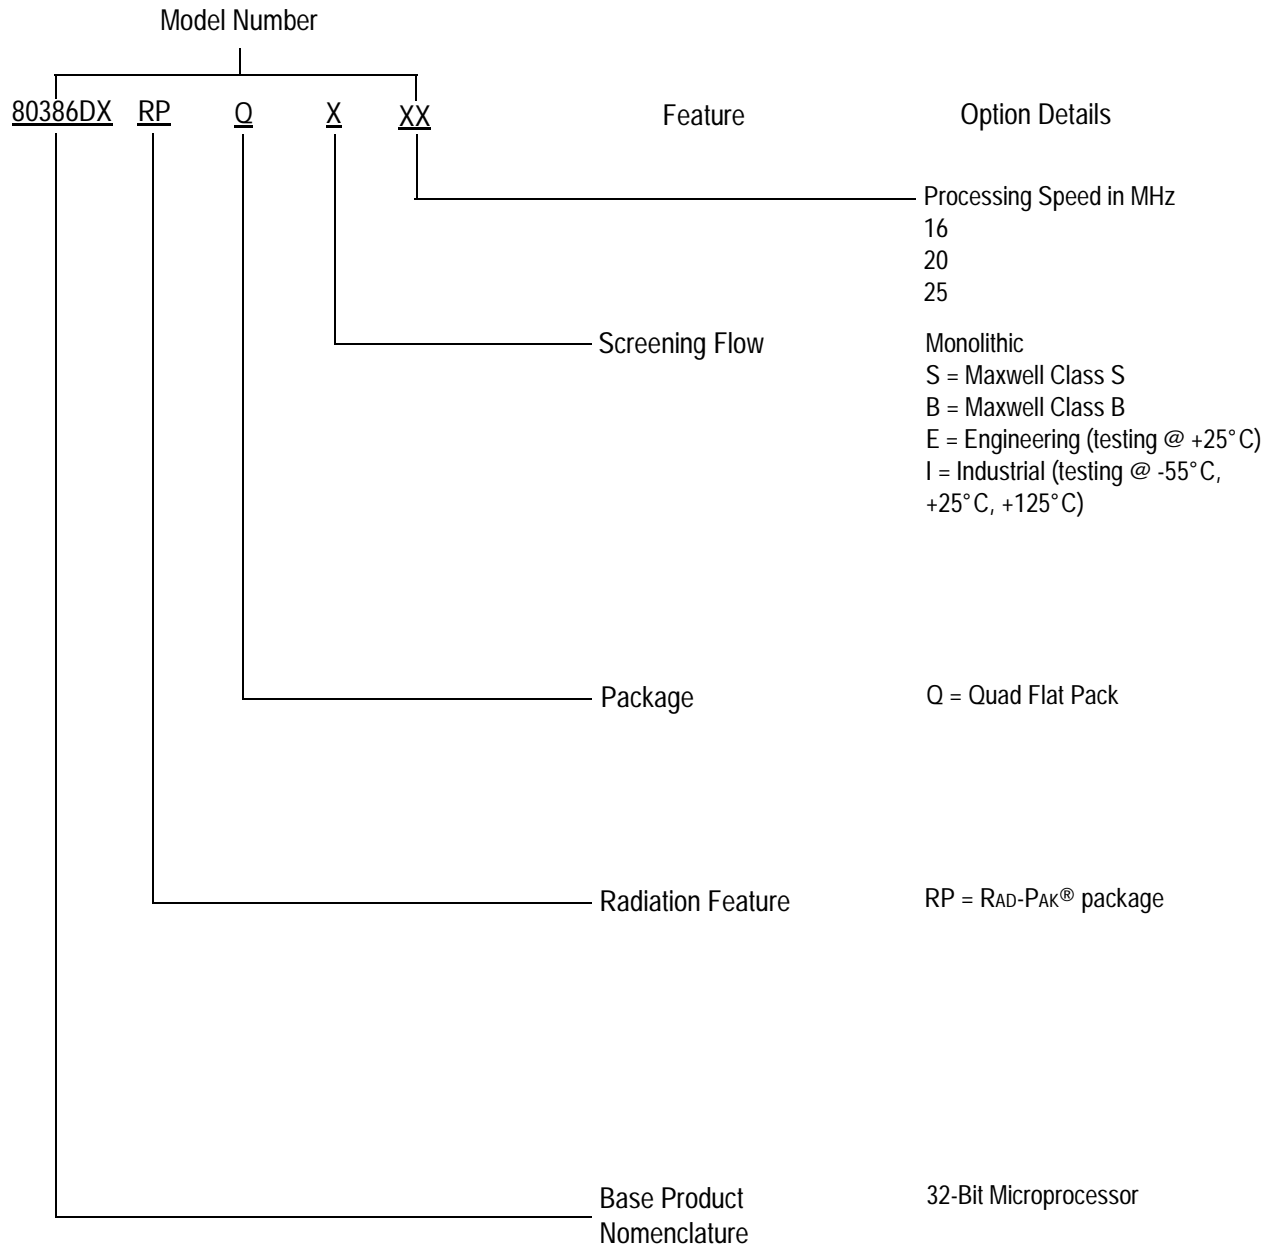 Model Number
80386DX RP Q X XX Feature Option Details
Processing Speed in MHz
16
20
25
Screening Flow Monolithic
S = Maxwell Class S
B = Maxwell Class B
E = Engineering (testing @ +25°C)
I = Industrial (testing @ -55°C,
+25°C, +125°C)
Package Q = Quad Flat Pack
Radiation Feature RP = RAD-PAK® package
Base Product 32-Bit Microprocessor
Nomenclature